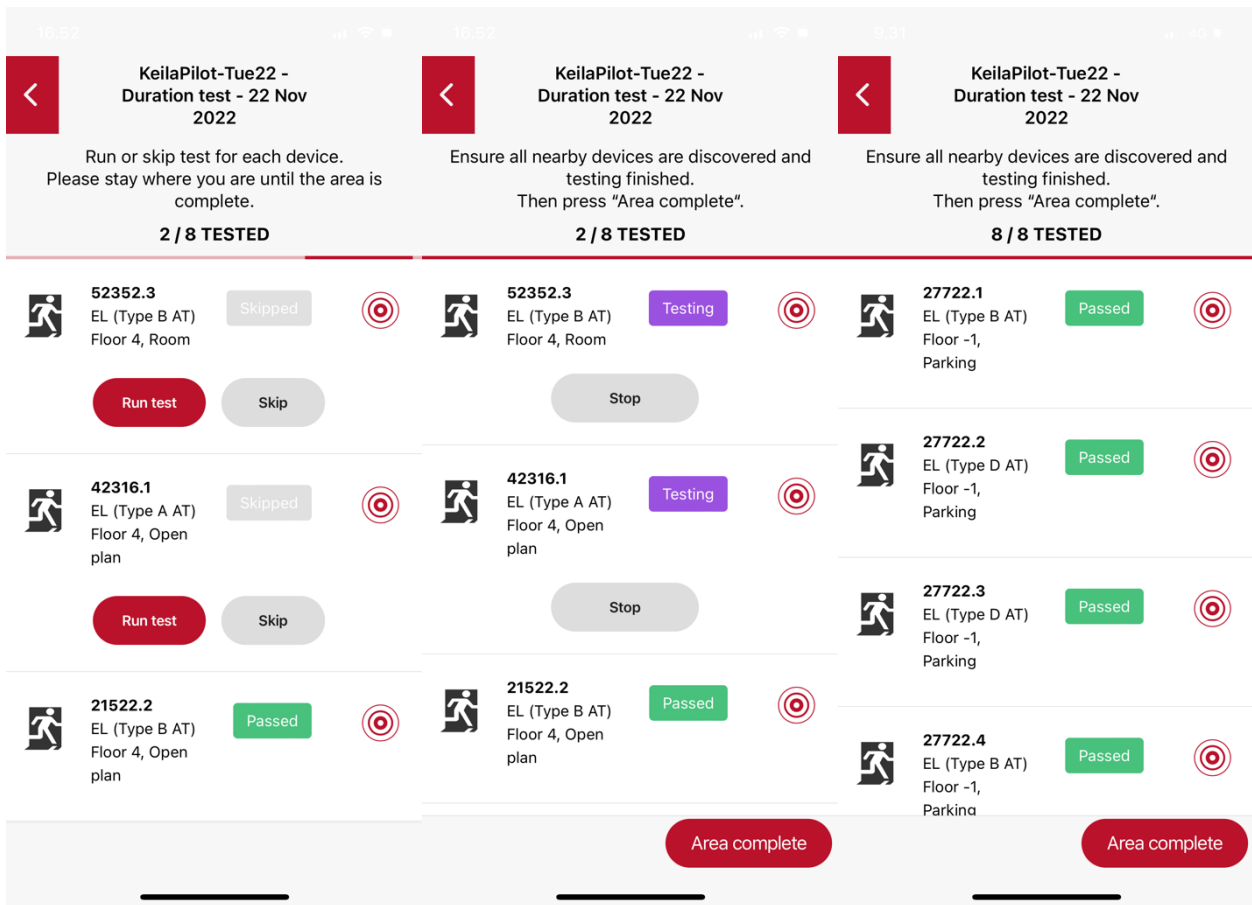 16.52
KeilaPilot-Tue22 -
Duration test - 22 Nov
2022
Run or skip test for each device.
Please stay where you are until the area is
complete.
2 / 8 TESTED
52352.3
EL (Type B AT)
Floor 4, Room
Skipped
Run test
Skip
42316.1
EL (Type A AT)
Floor 4, Open
plan
Skipped
Run test
Skip
21522.2
EL (Type B AT)
Floor 4, Open
plan
Passed
16.52
KeilaPilot-Tue22 -
Duration test - 22 Nov
2022
Ensure all nearby devices are discovered and
testing finished.
Then press “Area complete“.
2 / 8 TESTED
52352.3
EL (Type B AT)
Floor 4, Room
Testing
Stop
42316.1
EL (Type A AT)
Floor 4, Open
plan
Testing
Stop
21522.2
EL (Type B AT)
Floor 4, Open
plan
Passed
Area complete
9.31
4G
KeilaPilot-Tue22 -
Duration test - 22 Nov
2022
Ensure all nearby devices are discovered and
testing finished.
Then press “Area complete“.
8 / 8 TESTED
27722.1
EL (Type B AT)
Floor -1,
Parking
Passed
27722.2
EL (Type D AT)
Floor -1,
Parking
Passed
27722.3
EL (Type D AT)
Floor -1,
Parking
Passed
27722.4
EL (Type B AT)
Floor -1,
Parking
Passed
Area complete